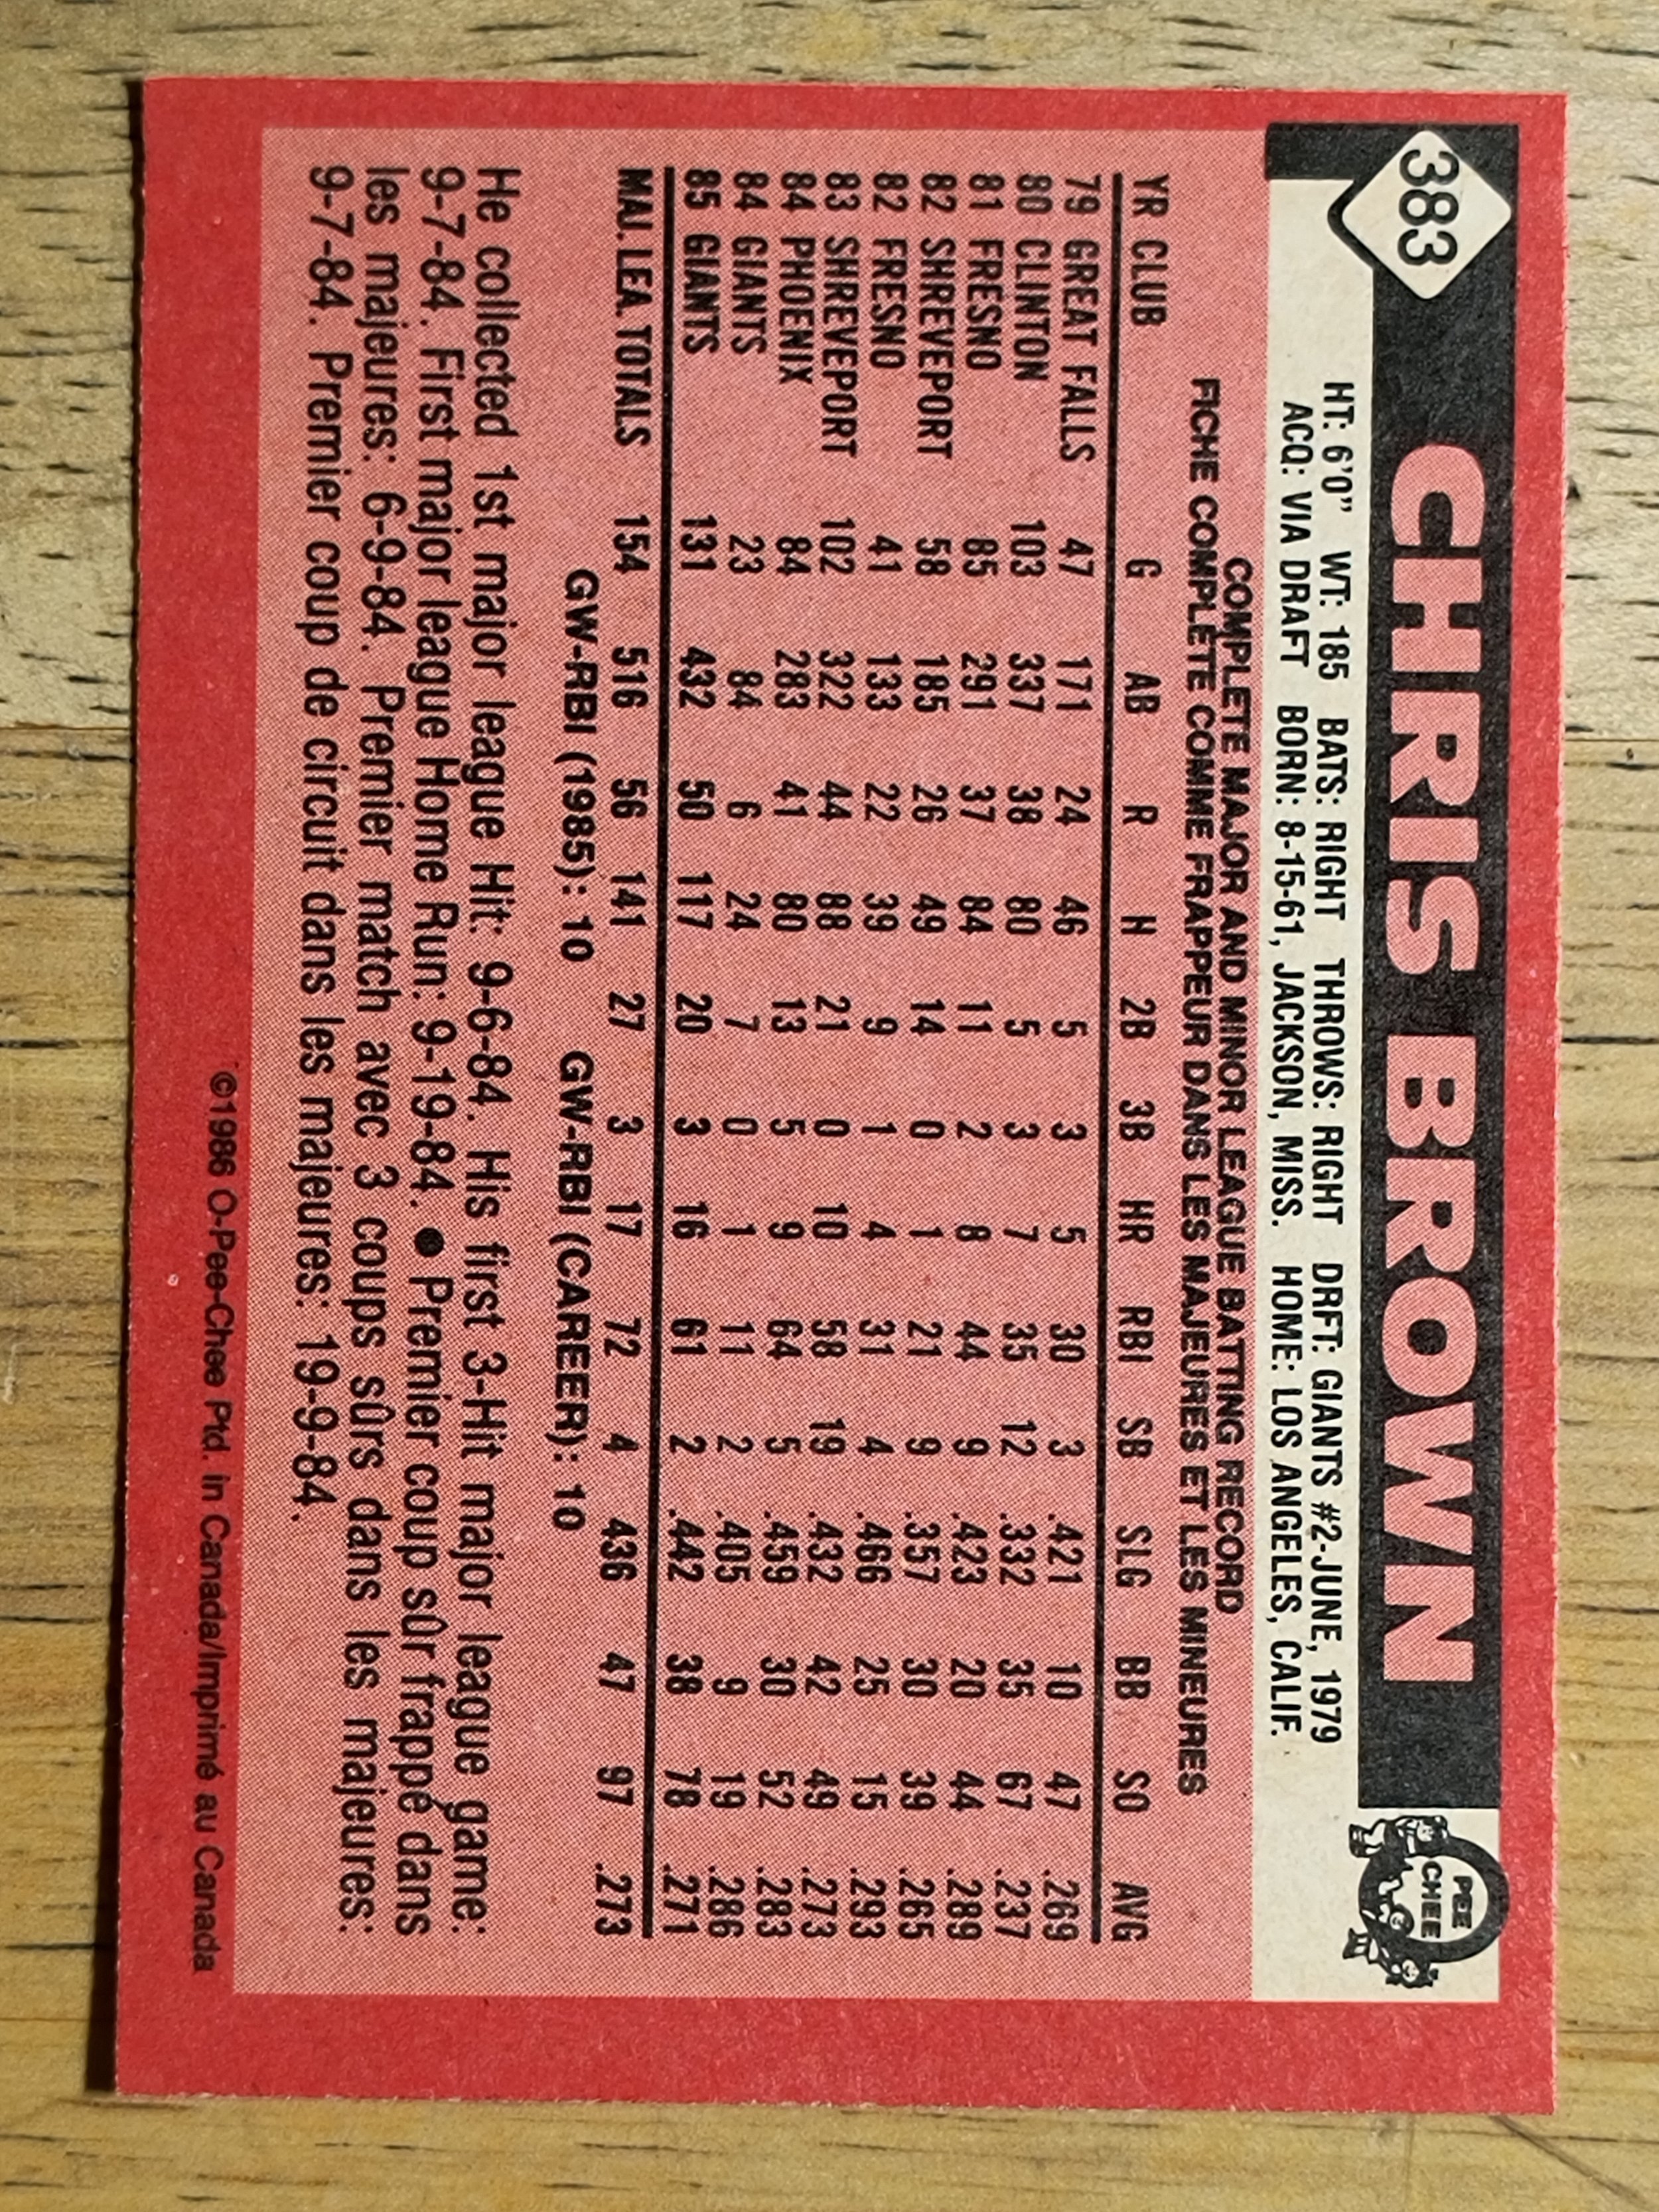 383 CHRIS BROWN
PEE
CHEE
HT: 6'0" WT: 185 BATS: RIGHT THROWS: RIGHT DRFT: GIANTS #2-JUNE, 1979
ACQ: VIA DRAFT BORN: 8-15-61, JACKSON, MISS. HOME: LOS ANGELES, CALIF.
COMPLETE MAJOR AND MINOR LEAGUE BATTING RECORD
FICHE COMPLÈTE COMME FRAPPEUR DANS LES MAJEURES ET LES MINEURES
YR CLUB G AB R H 2B 3B HR RBI SB SLG BB SO AVG
79 GREAT FALLS 47 171 24 46 5 3 5 30 3 .421 10 47 .269
80 CLINTON 103 337 38 80 5 3 7 35 12 .332 35 67 .237
81 FRESNO 85 291 37 84 11 2 8 44 9 .423 20 44 .289
82 SHREVEPORT 58 185 26 49 14 0 1 21 9 .357 30 39 .265
82 FRESNO 41 133 22 39 9 1 4 31 4 .466 25 15 .293
83 SHREVEPORT 102 322 44 88 21 0 10 58 19 .432 42 49 .273
84 PHOENIX 84 283 41 80 13 5 9 64 5 .459 30 52 .283
84 GIANTS 23 84 6 24 7 0 1 11 2 .405 9 19 .286
85 GIANTS 131 432 50 117 20 3 16 61 2 .442 38 78 .271
MAJ. LEA. TOTALS 154 516 56 141 27 3 17 72 4 .436 47 97 .273
GW-RBI (1985): 10 GW-RBI (CAREER): 10
He collected 1st major league Hit: 9-6-84. His first 3-Hit major league game:
9-7-84. First major league Home Run: 9-19-84. ● Premier coup sûr frappé dans
les majeures: 6-9-84. Premier match avec 3 coups sûrs dans les majeures:
9-7-84. Premier coup de circuit dans les majeures: 19-9-84.
©1986 O-Pee-Chee Ptd. in Canada/Imprimé au Canada